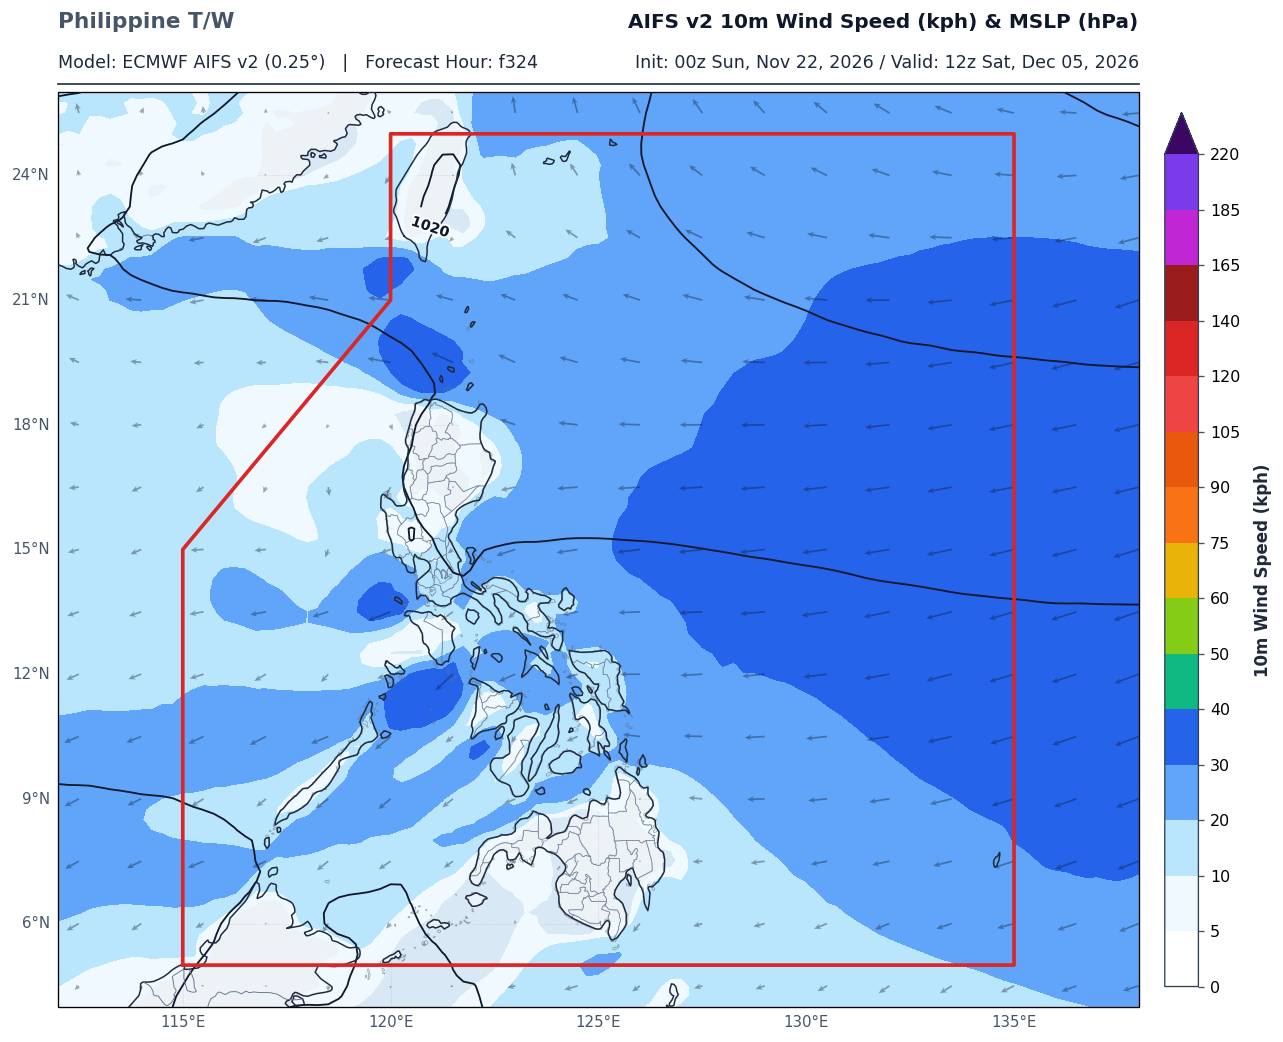 Philippine T/W
AIFS v2 10m Wind Speed (kph) & MSLP (hPa)
Model: ECMWF AIFS v2 (0.25°) | Forecast Hour: f324
Init: 00z Sun, Nov 22, 2026 / Valid: 12z Sat, Dec 05, 2026
24°N
21°N
18°N
15°N
12°N
9°N
6°N
1020
115°E
120°E
125°E
130°E
135°E
220
185
165
140
120
105
90
75
60
50
40
30
20
10
5
0
10m Wind Speed (kph)